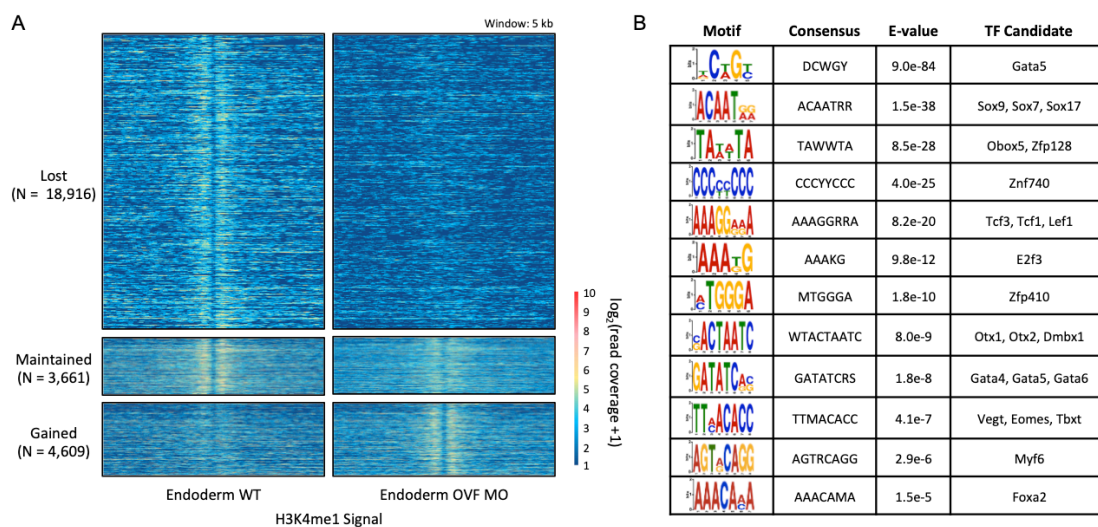 A
Window: 5 kb
Lost
(N = 18,916)
Maintained
(N = 3,661)
Gained
(N = 4,609)
10
9
8
7
6
5
4
3
2
1
log2(read coverage +1)
Endoderm WT
Endoderm OVF MO
H3K4me1 Signal
B
Motif Consensus E-value TF Candidate
DCWGY 9.0e-84 Gata5
ACAATRR 1.5e-38 Sox9, Sox7, Sox17
TAWWTA 8.5e-28 Obox5, Zfp128
CCCYYCCC 4.0e-25 Znf740
AAAGGRRA 8.2e-20 Tcf3, Tcf1, Lef1
AAAKG 9.8e-12 E2f3
MTGGGA 1.8e-10 Zfp410
WTACTAATC 8.0e-9 Otx1, Otx2, Dmbx1
GATATCRS 1.8e-8 Gata4, Gata5, Gata6
TTMACACC 4.1e-7 Vegt, Eomes, Tbxt
AGTRCAGG 2.9e-6 Myf6
AAACAMA 1.5e-5 Foxa2